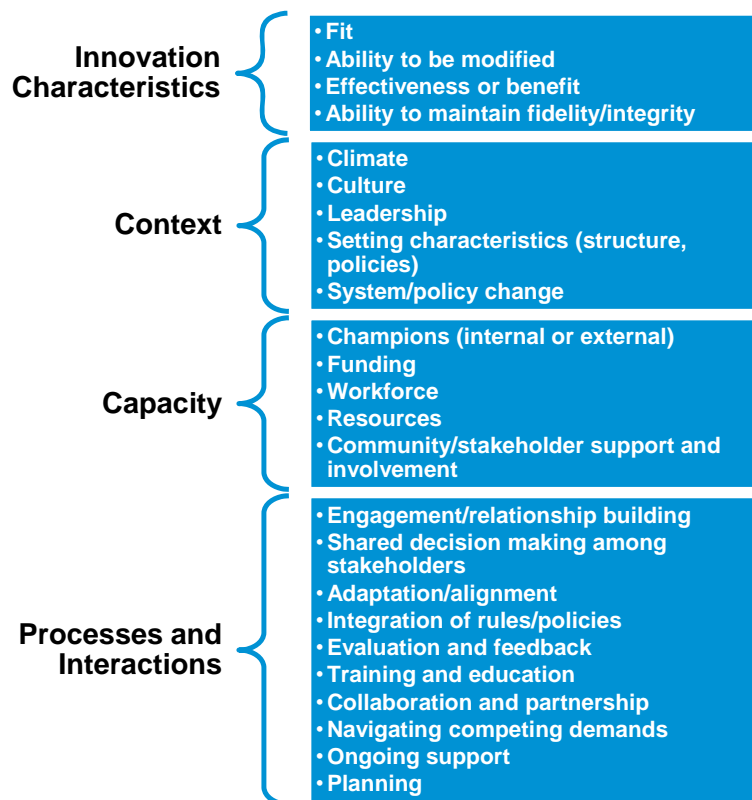 Innovation
Characteristics
• Fit
• Ability to be modified
• Effectiveness or benefit
• Ability to maintain fidelity/integrity
Context
• Climate
• Culture
• Leadership
• Setting characteristics (structure,
policies)
• System/policy change
Capacity
• Champions (internal or external)
• Funding
• Workforce
• Resources
• Community/stakeholder support and
involvement
Processes and
Interactions
• Engagement/relationship building
• Shared decision making among
stakeholders
• Adaptation/alignment
• Integration of rules/policies
• Evaluation and feedback
• Training and education
• Collaboration and partnership
• Navigating competing demands
• Ongoing support
• Planning